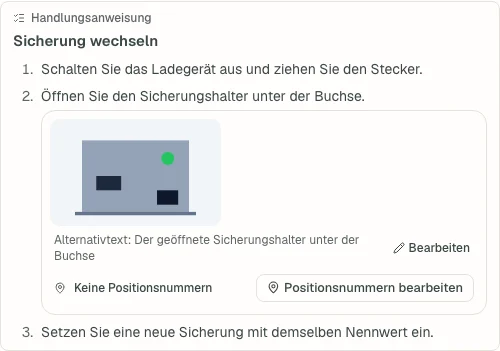 Handlungsanweisung
Sicherung wechseln
1. Schalten Sie das Ladegerät aus und ziehen Sie den Stecker.
2. Öffnen Sie den Sicherungshalter unter der Buchse.
Alternativtext: Der geöffnete Sicherungshalter unter der
Buchse
Bearbeiten
Keine Positionsnummern
Positionsnummern bearbeiten
3. Setzen Sie eine neue Sicherung mit demselben Nennwert ein.